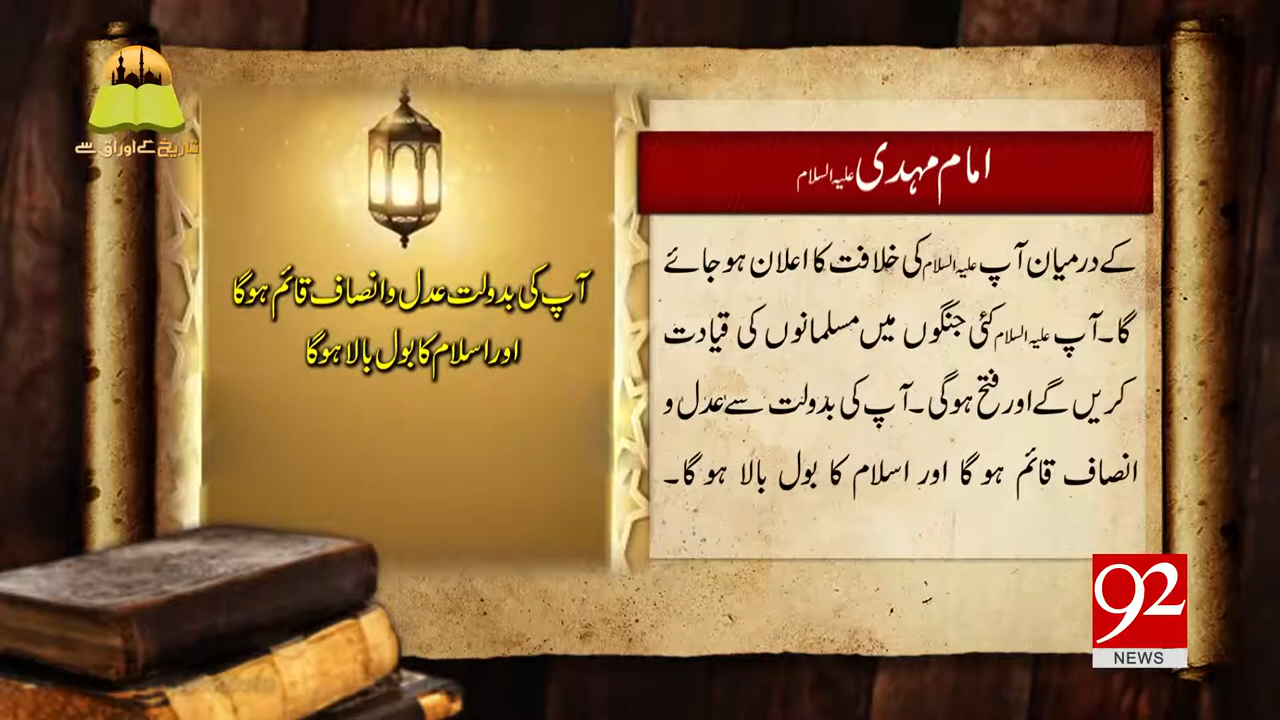 تاریخ کے اوراق سے
امام مہدی علیہ السلام
کے درمیان آپ علیہ السلام کی خلافت کا اعلان ہو جائے
گا۔ آپ علیہ السلام کئی جنگوں میں مسلمانوں کی قیادت
کریں گے اور فتح ہوگی۔ آپ کی بدولت سے عدل و
انصاف قائم ہو گا اور اسلام کا بول بالا ہو گا۔
آپ کی بدولت عدل و انصاف قائم ہوگا
اور اسلام کا بول بالا ہوگا
92
NEWS